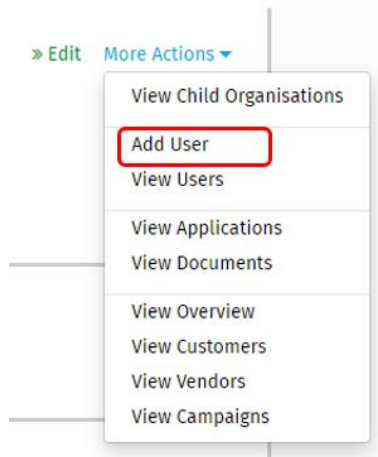 » Edit More Actions
View Child Organisations
Add User
View Users
View Applications
View Documents
View Overview
View Customers
View Vendors
View Campaigns